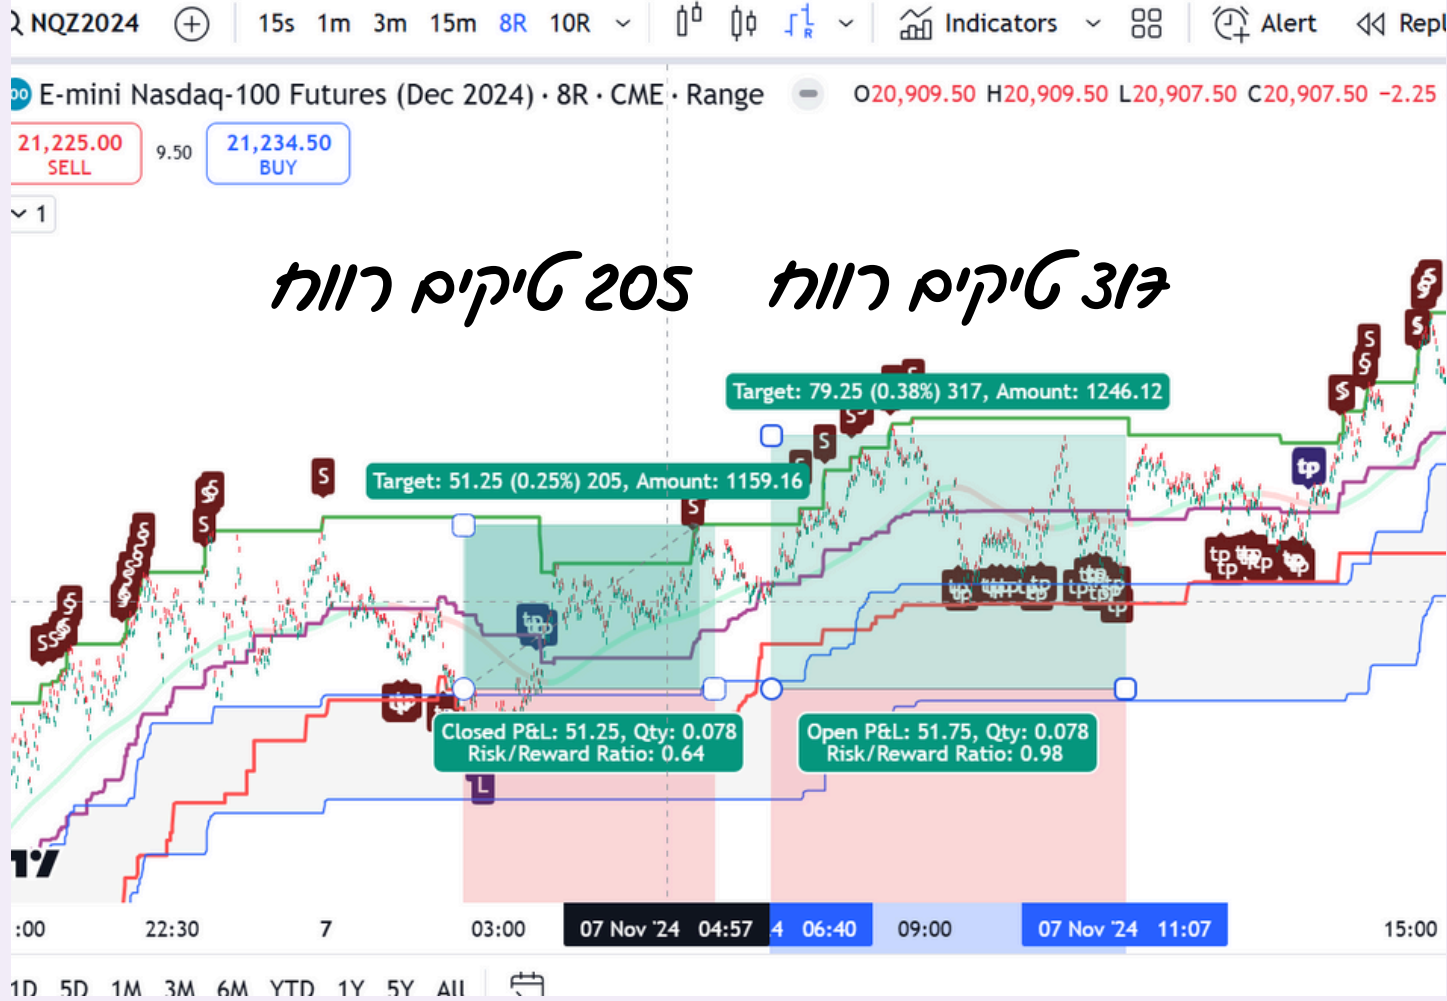 NQZ2024 15s 1m 3m 15m 8R 10R Indicators Alert
E-mini Nasdaq-100 Futures (Dec 2024) · 8R · CME · Range O20,909.50 H20,909.50 L20,907.50 C20,907.50 −2.25
21,225.00 9.50 21,234.50
SELL BUY
1
205 טיקים רווח
317 טיקים רווח
Target: 79.25 (0.38%) 317, Amount: 1246.12
Target: 51.25 (0.25%) 205, Amount: 1159.16
S
S
S
tp
L
Closed P&L: 51.25, Qty: 0.078
Risk/Reward Ratio: 0.64
Open P&L: 51.75, Qty: 0.078
Risk/Reward Ratio: 0.98
:00 22:30 7 03:00 07 Nov '24 04:57 4 06:40 09:00 07 Nov '24 11:07 15:00
1D 5D 1M 3M 6M YTD 1Y 5Y All